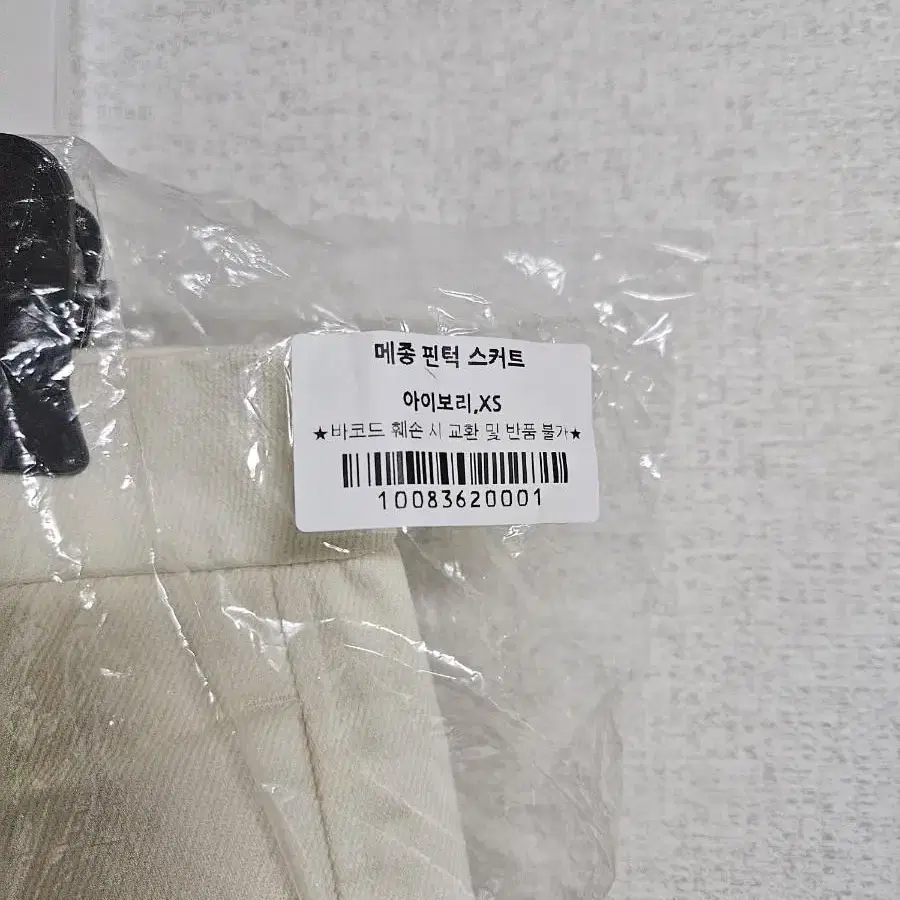 메종 핀턱 스커트
아이보리,XS
★바코드 훼손 시 교환 및 반품 불가★
10083620001